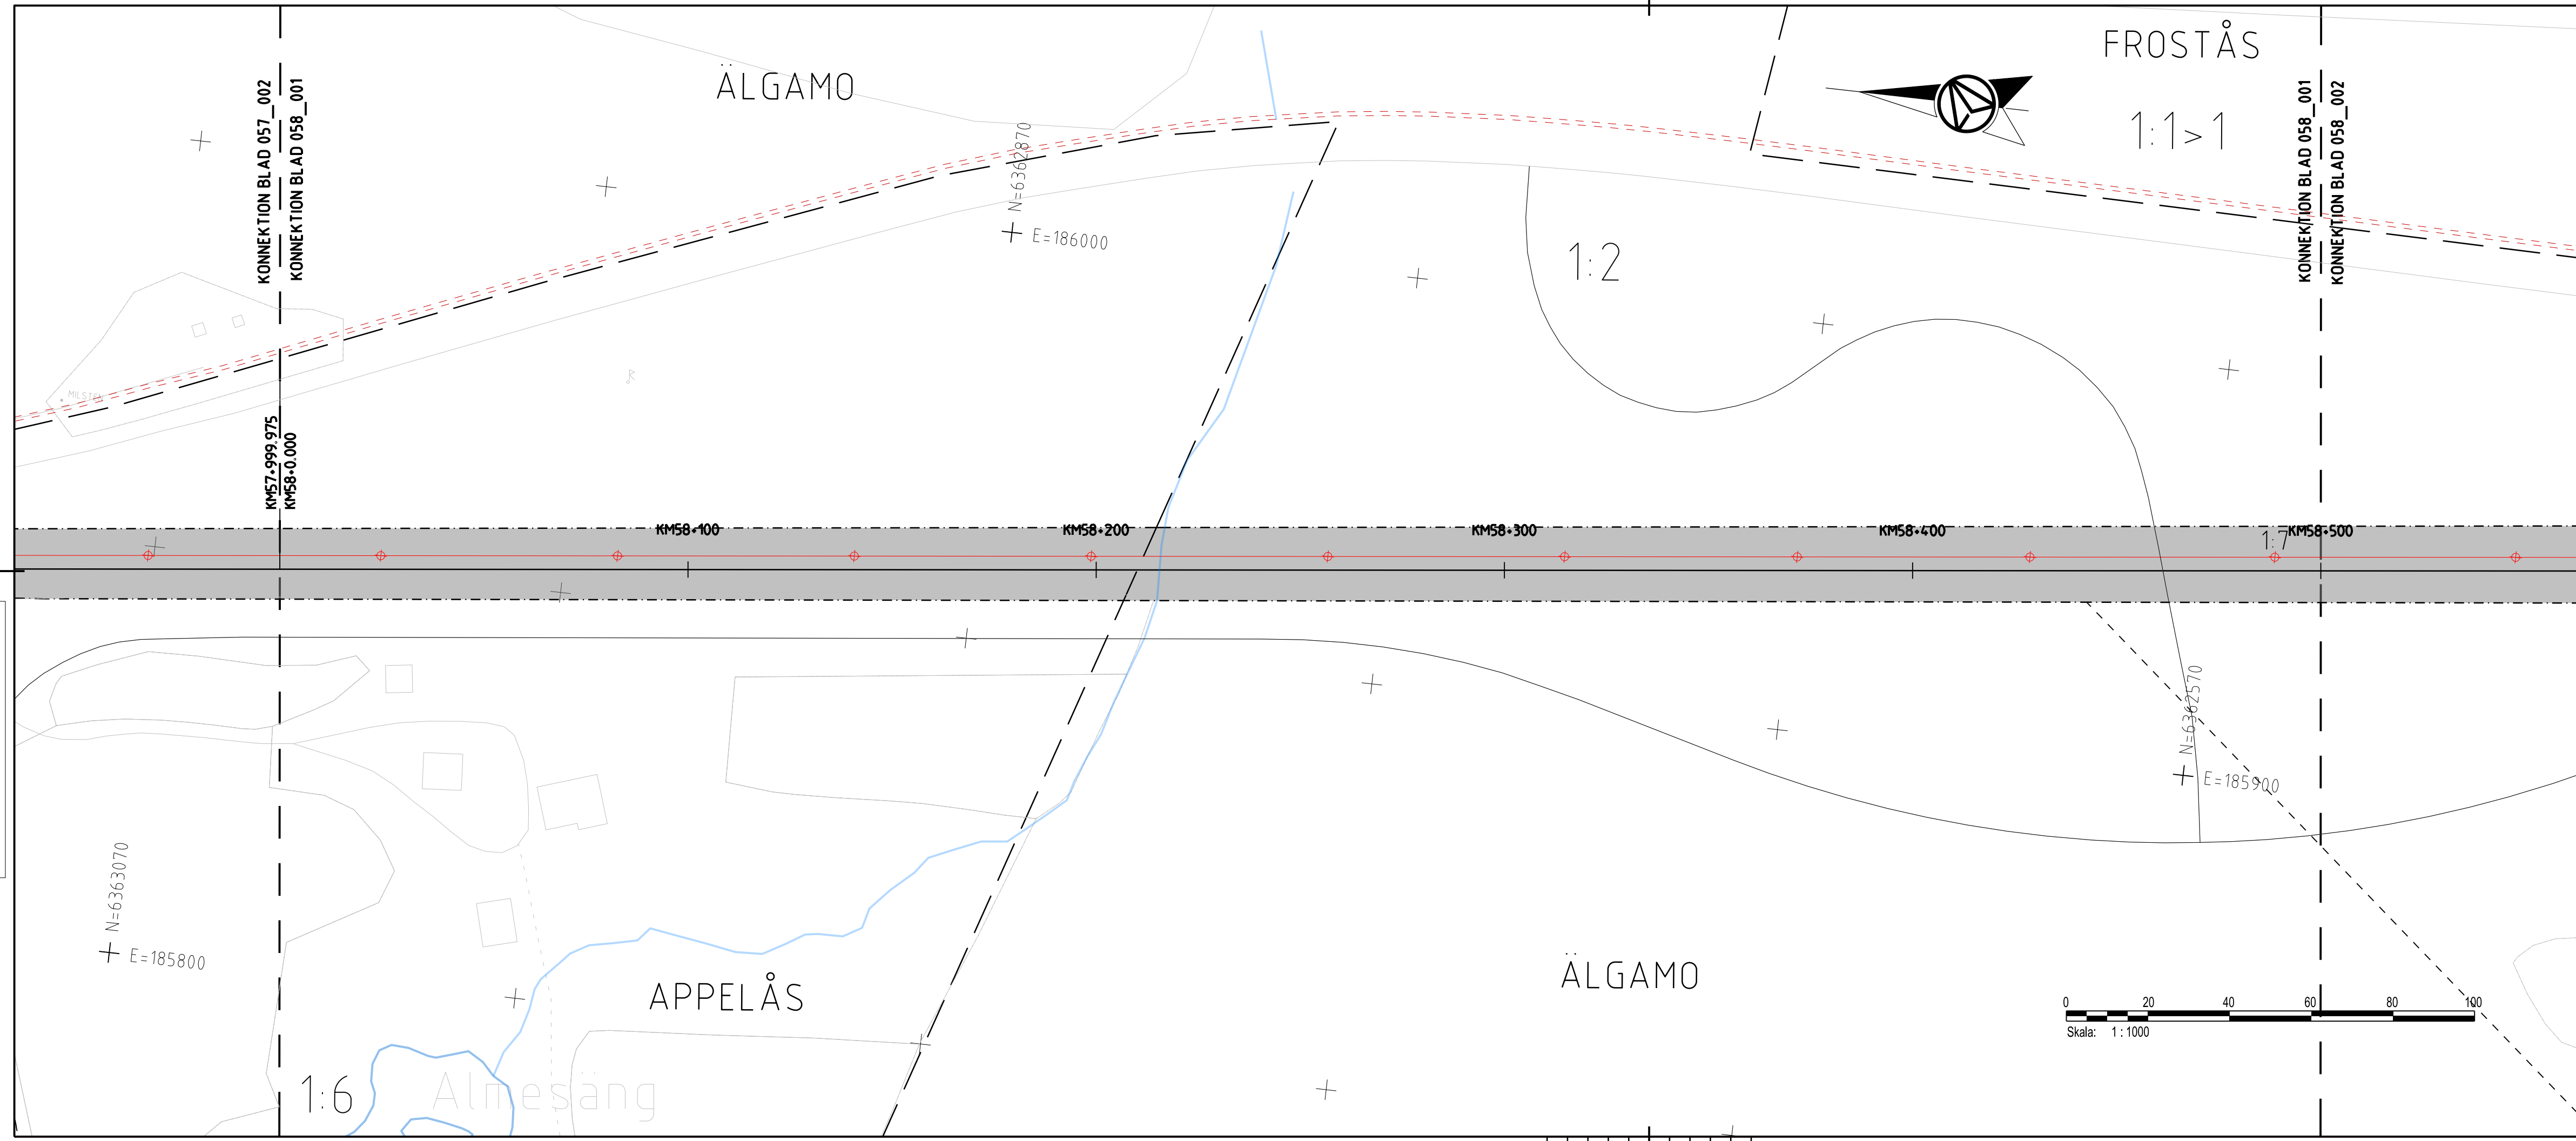 FROSTÅS
ÄLGAMO
KONNEKTION BLAD 057_002
KONNEKTION BLAD 058_001
KONNEKTION BLAD 058_001
KONNEKTION BLAD 058_002
1:1>1
N=6362870
E=186000
1:2
MILSTEN
R
KM57+999.975
KM58+0.000
KM58+100
KM58+200
KM58+300
KM58+400
KM58+500
1:7
N=6362570
E=185900
N=6363070
E=185800
APPELÅS
ÄLGAMO
0 20 40 60 80 100
Skala: 1 : 1000
1:6
Almesäng